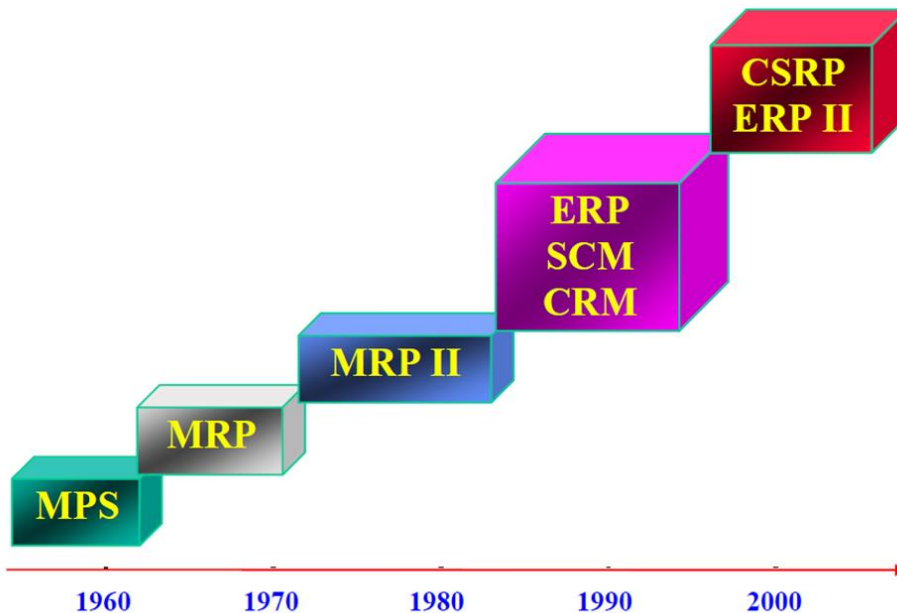 CSRP
ERP II
ERP
SCM
CRM
MRP II
MRP
MPS
1960 1970 1980 1990 2000